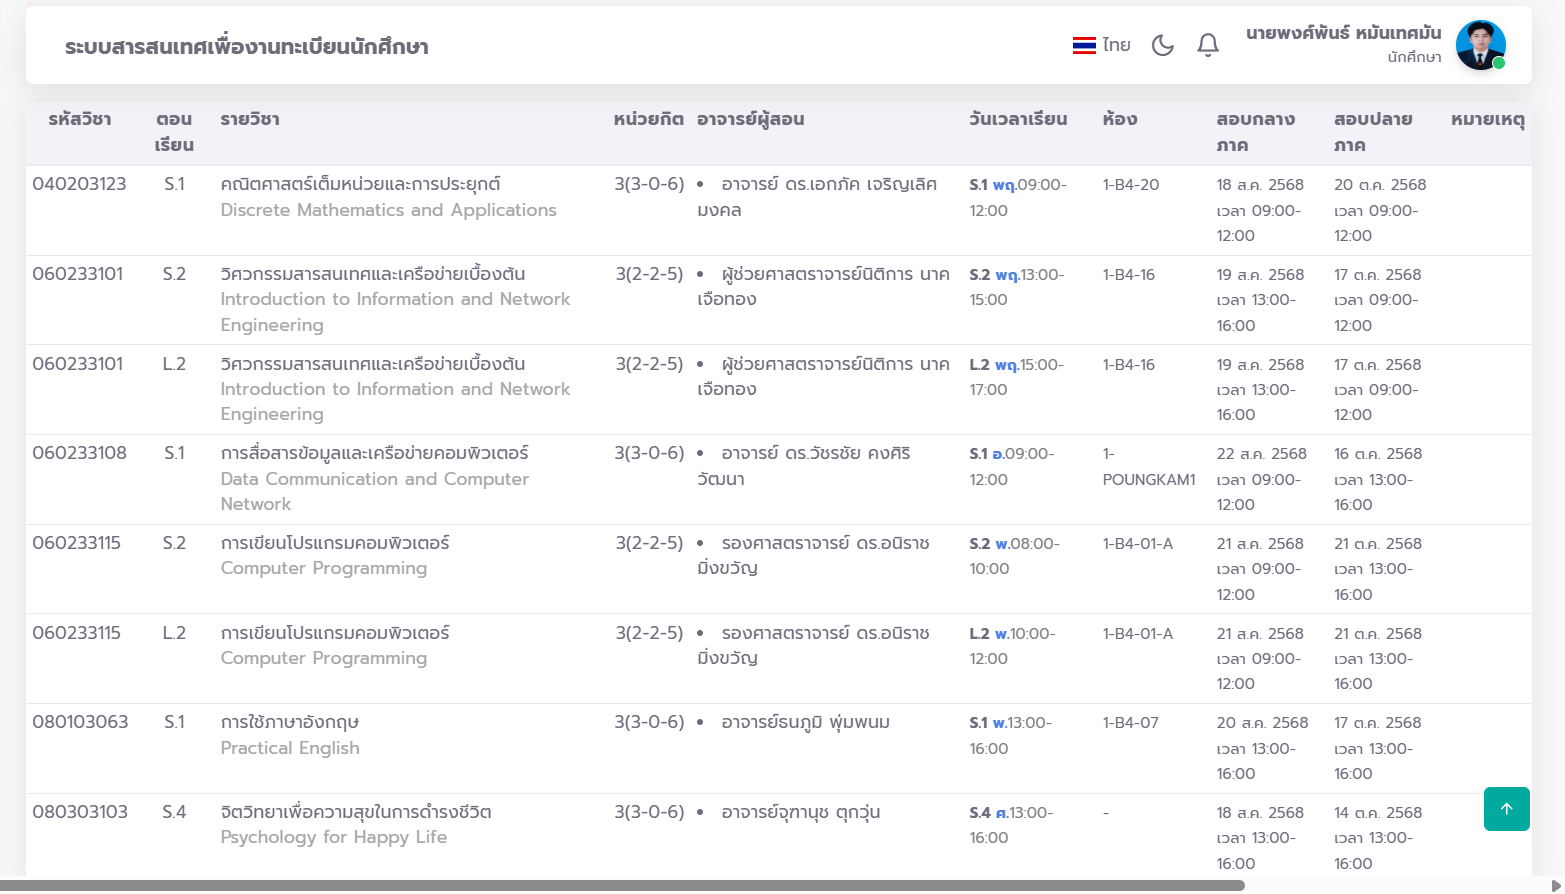 ระบบสารสนเทศเพื่องานทะเบียนนักศึกษา
ไทย
นายพงศ์พันธ์ หมันเทศมัน
นักศึกษา
รหัสวิชา ตอนเรียน รายวิชา หน่วยกิต อาจารย์ผู้สอน วันเวลาเรียน ห้อง สอบกลางภาค สอบปลายภาค หมายเหตุ
040203123 S.1 คณิตศาสตร์เต็มหน่วยและการประยุกต์ 3(3-0-6) • อาจารย์ ดร.เอกภัค เจริญเลิศ S.1 พฤ.09:00- 1-B4-20 18 ส.ค. 2568 20 ต.ค. 2568
Discrete Mathematics and Applications มงคล 12:00 เวลา 09:00- เวลา 09:00-
12:00 12:00
060233101 S.2 วิศวกรรมสารสนเทศและเครือข่ายเบื้องต้น 3(2-2-5) • ผู้ช่วยศาสตราจารย์นิติการ นาค S.2 พฤ.13:00- 1-B4-16 19 ส.ค. 2568 17 ต.ค. 2568
Introduction to Information and Network เจือทอง 15:00 เวลา 13:00- เวลา 09:00-
Engineering 16:00 12:00
060233101 L.2 วิศวกรรมสารสนเทศและเครือข่ายเบื้องต้น 3(2-2-5) • ผู้ช่วยศาสตราจารย์นิติการ นาค L.2 พฤ.15:00- 1-B4-16 19 ส.ค. 2568 17 ต.ค. 2568
Introduction to Information and Network เจือทอง 17:00 เวลา 13:00- เวลา 09:00-
Engineering 16:00 12:00
060233108 S.1 การสื่อสารข้อมูลและเครือข่ายคอมพิวเตอร์ 3(3-0-6) • อาจารย์ ดร.วัชรชัย คงศิริ S.1 อ.09:00- 1- 22 ส.ค. 2568 16 ต.ค. 2568
Data Communication and Computer วัฒนา 12:00 POUNGKAM1 เวลา 09:00- เวลา 13:00-
Network 12:00 16:00
060233115 S.2 การเขียนโปรแกรมคอมพิวเตอร์ 3(2-2-5) • รองศาสตราจารย์ ดร.อนิราช S.2 พ.08:00- 1-B4-01-A 21 ส.ค. 2568 21 ต.ค. 2568
Computer Programming มิ่งขวัญ 10:00 เวลา 09:00- เวลา 13:00-
12:00 16:00
060233115 L.2 การเขียนโปรแกรมคอมพิวเตอร์ 3(2-2-5) • รองศาสตราจารย์ ดร.อนิราช L.2 พ.10:00- 1-B4-01-A 21 ส.ค. 2568 21 ต.ค. 2568
Computer Programming มิ่งขวัญ 12:00 เวลา 09:00- เวลา 13:00-
12:00 16:00
080103063 S.1 การใช้ภาษาอังกฤษ 3(3-0-6) • อาจารย์ธนภูมิ พุ่มพนม S.1 พ.13:00- 1-B4-07 20 ส.ค. 2568 17 ต.ค. 2568
Practical English 16:00 เวลา 13:00- เวลา 13:00-
16:00 16:00
080303103 S.4 จิตวิทยาเพื่อความสุขในการดำรงชีวิต 3(3-0-6) • อาจารย์จุฑานุช ตุกวุ่น S.4 ศ.13:00- - 18 ส.ค. 2568 14 ต.ค. 2568
Psychology for Happy Life 16:00 เวลา 13:00- เวลา 13:00-
16:00 16:00